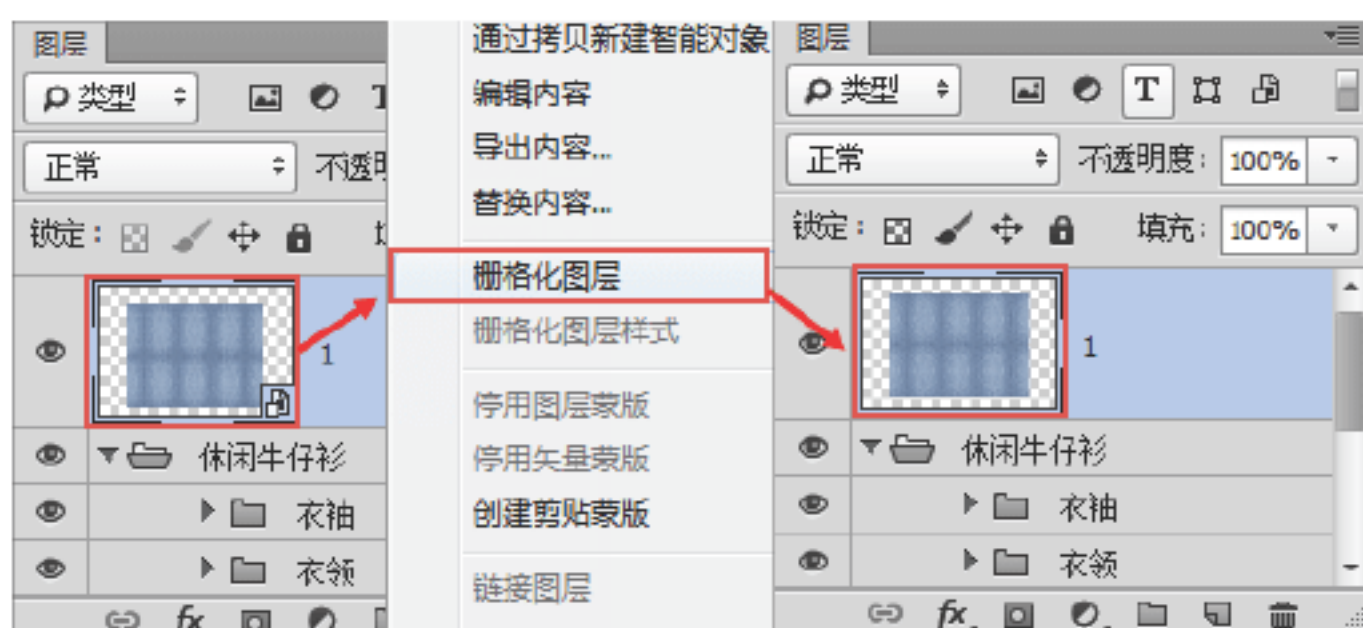 图层
类型
正常
不透明
锁定:
1
休闲牛仔衫
衣袖
衣领
fx
通过拷贝新建智能对象
编辑内容
导出内容...
替换内容...
栅格化图层
栅格化图层样式
停用图层蒙版
停用矢量蒙版
创建剪贴蒙版
链接图层
图层
类型 T
正常 不透明度: 100%
锁定: 填充: 100%
1
休闲牛仔衫
衣袖
衣领
fx